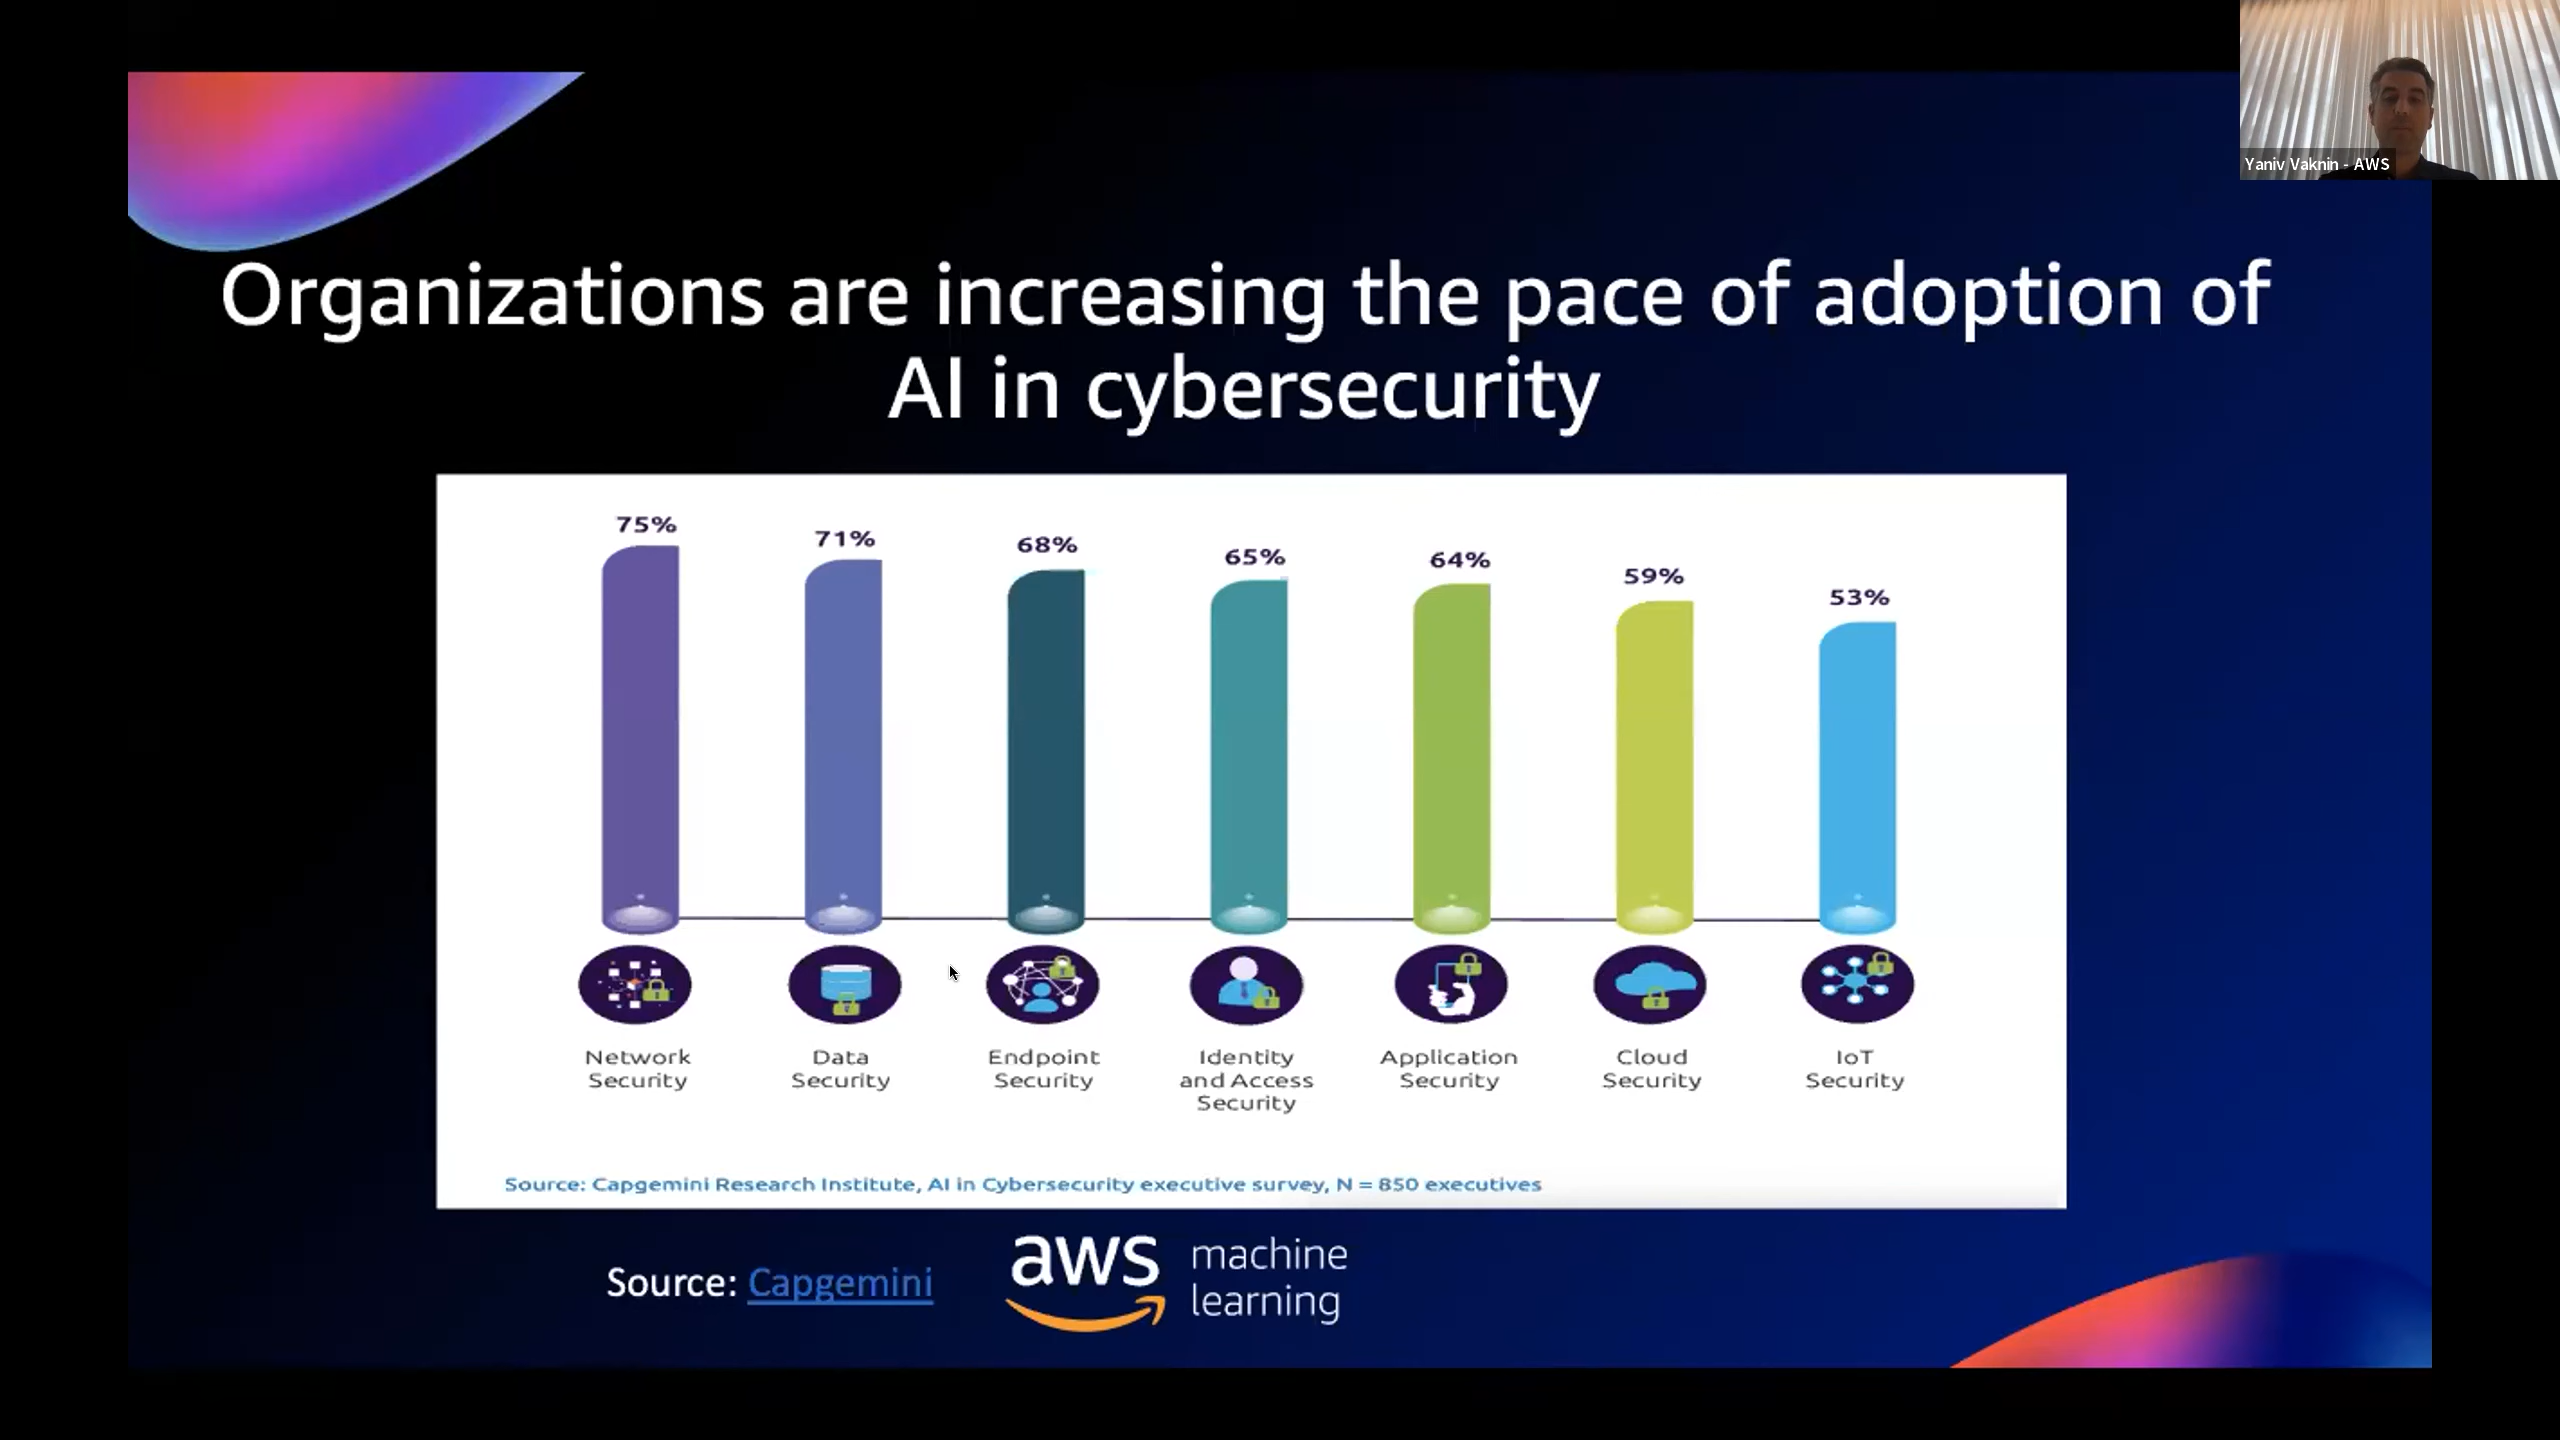 Yaniv Vaknin - AWS
Organizations are increasing the pace of adoption of
AI in cybersecurity
75%
71%
68%
65%
64%
59%
53%
Network
Security
Data
Security
Endpoint
Security
Identity
and Access
Security
Application
Security
Cloud
Security
IoT
Security
Source: Capgemini Research Institute, AI in Cybersecurity executive survey, N = 850 executives
Source: Capgemini
aws
machine
learning